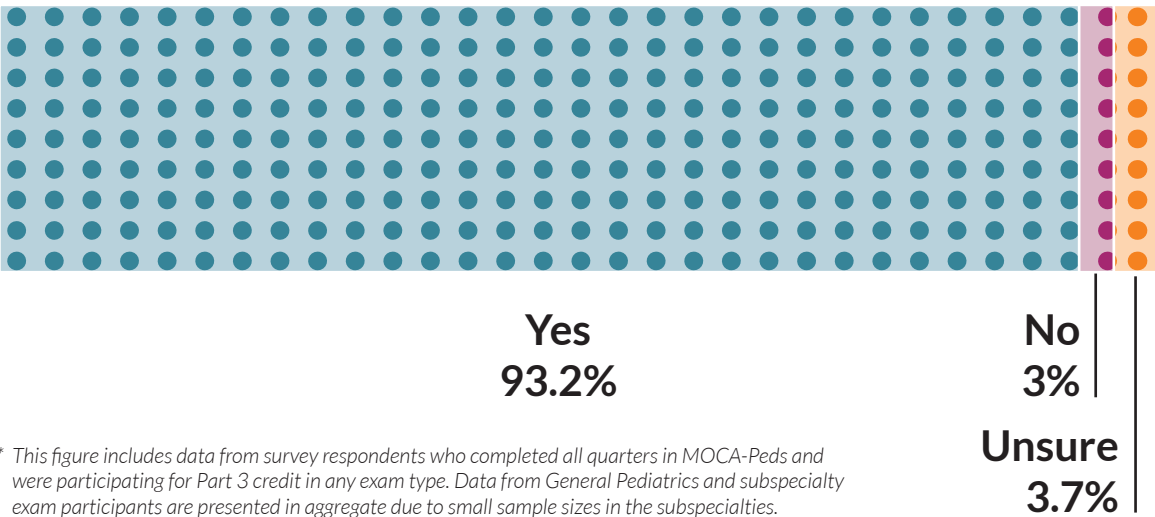 Yes
93.2%
No
3%
Unsure
3.7%
* This figure includes data from survey respondents who completed all quarters in MOCA-Peds and
were participating for Part 3 credit in any exam type. Data from General Pediatrics and subspecialty
exam participants are presented in aggregate due to small sample sizes in the subspecialties.